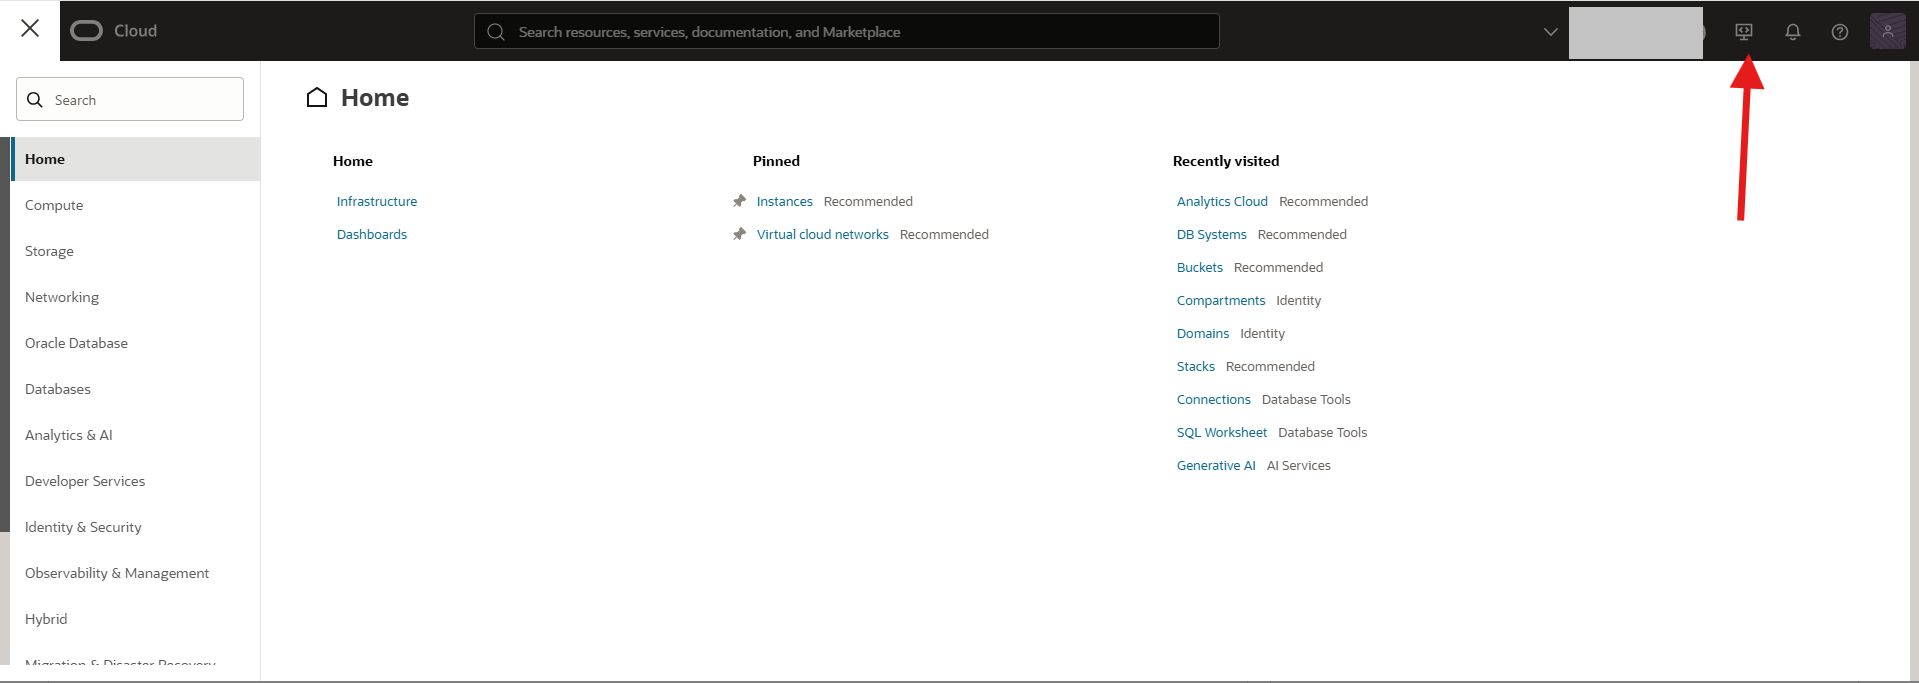 Cloud
Search resources, services, documentation, and Marketplace
Search
Home
Compute
Storage
Networking
Oracle Database
Databases
Analytics & AI
Developer Services
Identity & Security
Observability & Management
Hybrid
Migration & Disaster Recovery
Home
Home
Infrastructure
Dashboards
Pinned
Instances Recommended
Virtual cloud networks Recommended
Recently visited
Analytics Cloud Recommended
DB Systems Recommended
Buckets Recommended
Compartments Identity
Domains Identity
Stacks Recommended
Connections Database Tools
SQL Worksheet Database Tools
Generative AI AI Services